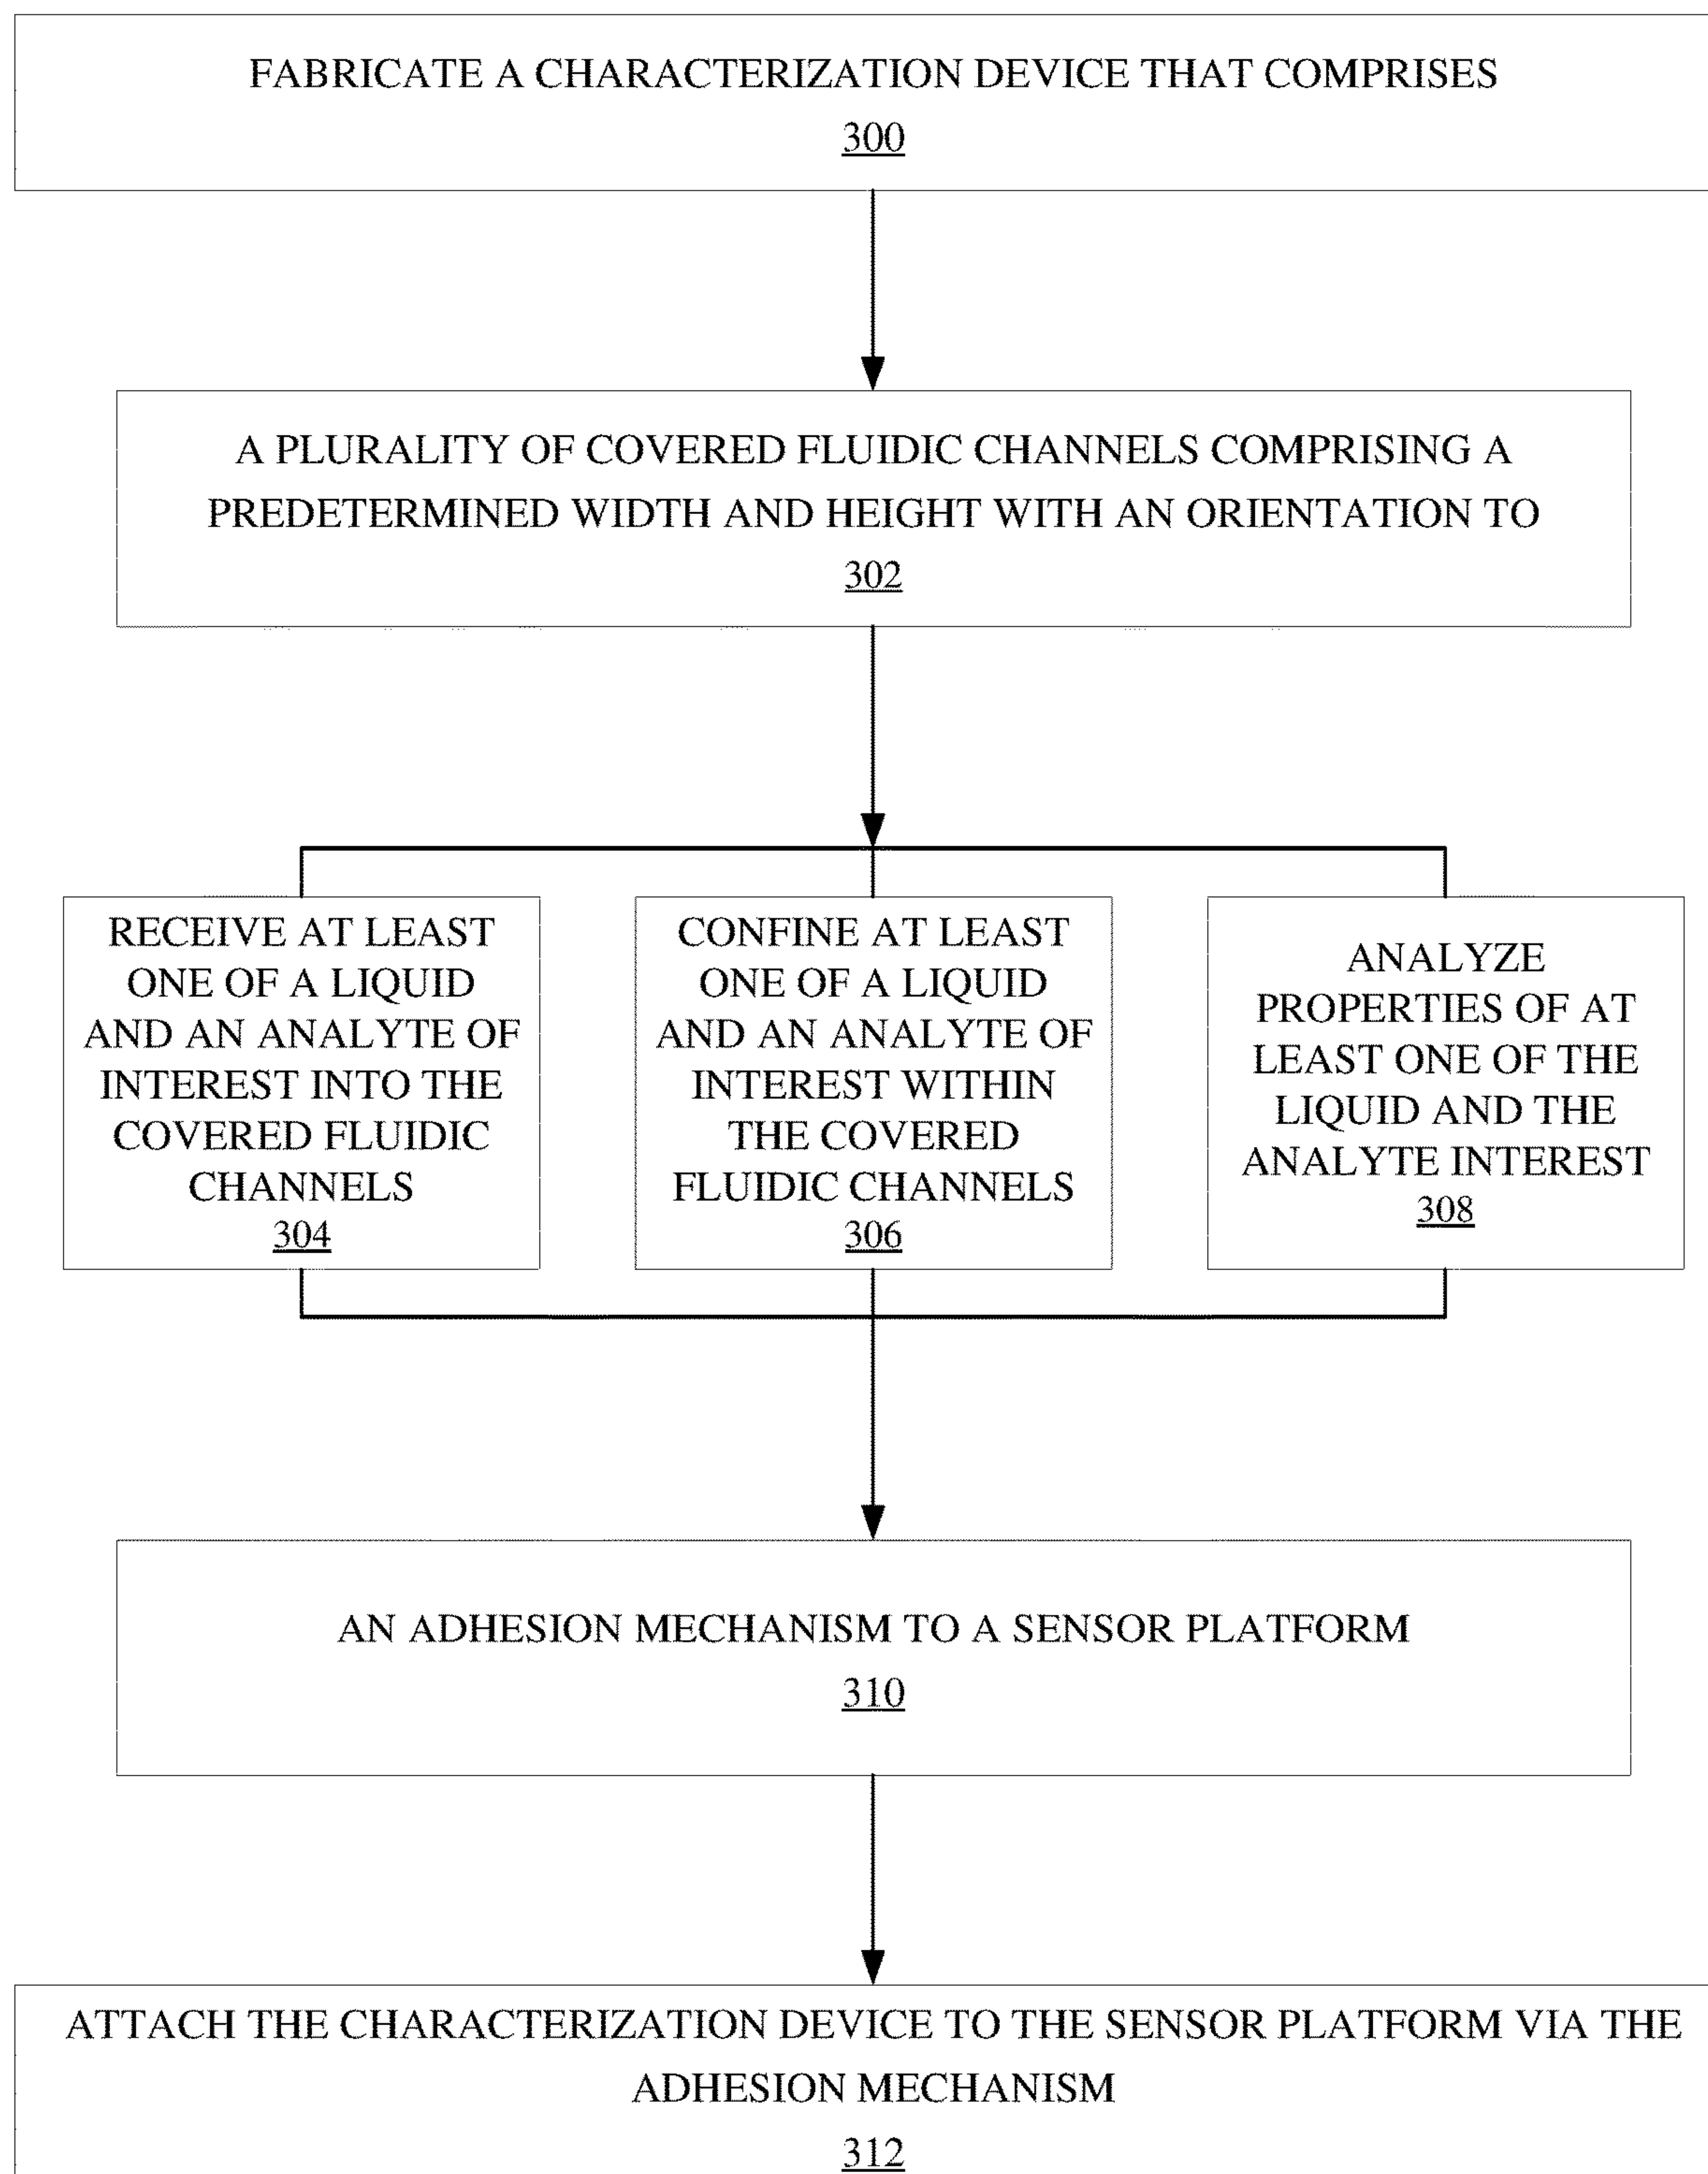 FABRICATE A CHARACTERIZATION DEVICE THAT COMPRISES
300
A PLURALITY OF COVERED FLUIDIC CHANNELS COMPRISING A
PREDETERMINED WIDTH AND HEIGHT WITH AN ORIENTATION TO
302
RECEIVE AT LEAST
ONE OF A LIQUID
AND AN ANALYTE OF
INTEREST INTO THE
COVERED FLUIDIC
CHANNELS
304
CONFINE AT LEAST
ONE OF A LIQUID
AND AN ANALYTE OF
INTEREST WITHIN
THE COVERED
FLUIDIC CHANNELS
306
ANALYZE
PROPERTIES OF AT
LEAST ONE OF THE
LIQUID AND THE
ANALYTE INTEREST
308
AN ADHESION MECHANISM TO A SENSOR PLATFORM
310
ATTACH THE CHARACTERIZATION DEVICE TO THE SENSOR PLATFORM VIA THE
ADHESION MECHANISM
312